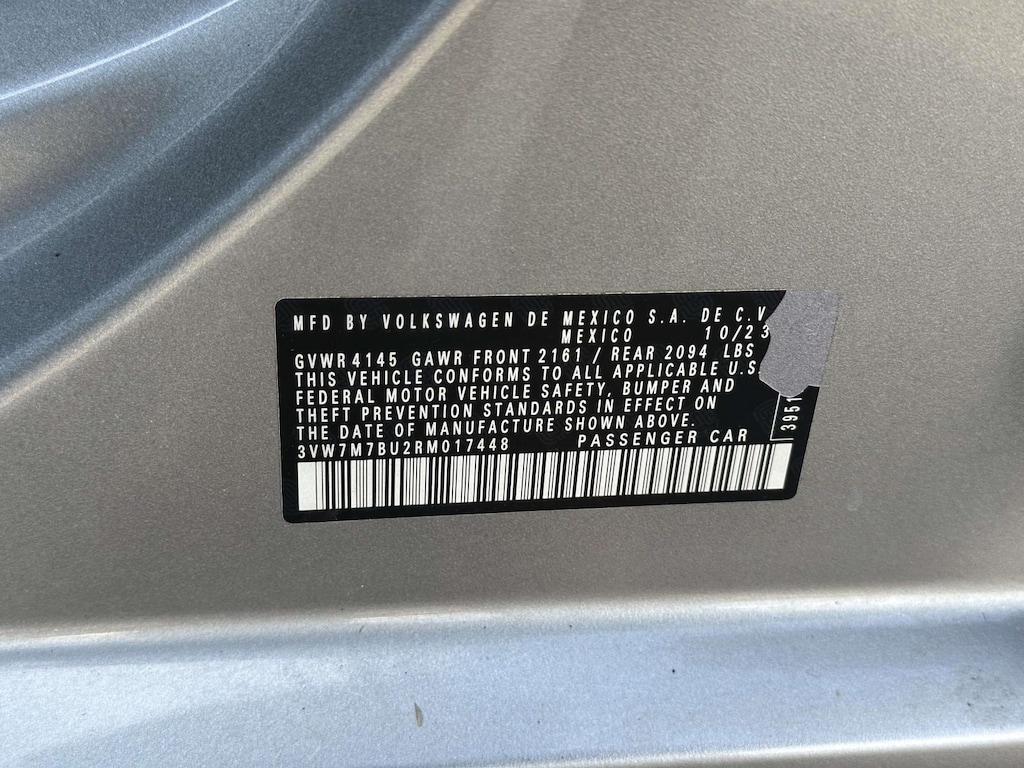 MFD BY VOLKSWAGEN DE MEXICO S.A. DE C.V
MEXICO 10/23
GVWR 4145 GAWR FRONT 2161 / REAR 2094 LBS
THIS VEHICLE CONFORMS TO ALL APPLICABLE U.S.
FEDERAL MOTOR VEHICLE SAFETY, BUMPER AND
THEFT PREVENTION STANDARDS IN EFFECT ON
THE DATE OF MANUFACTURE SHOWN ABOVE.
3VW7M7BU2RM017448 PASSENGER CAR
3951